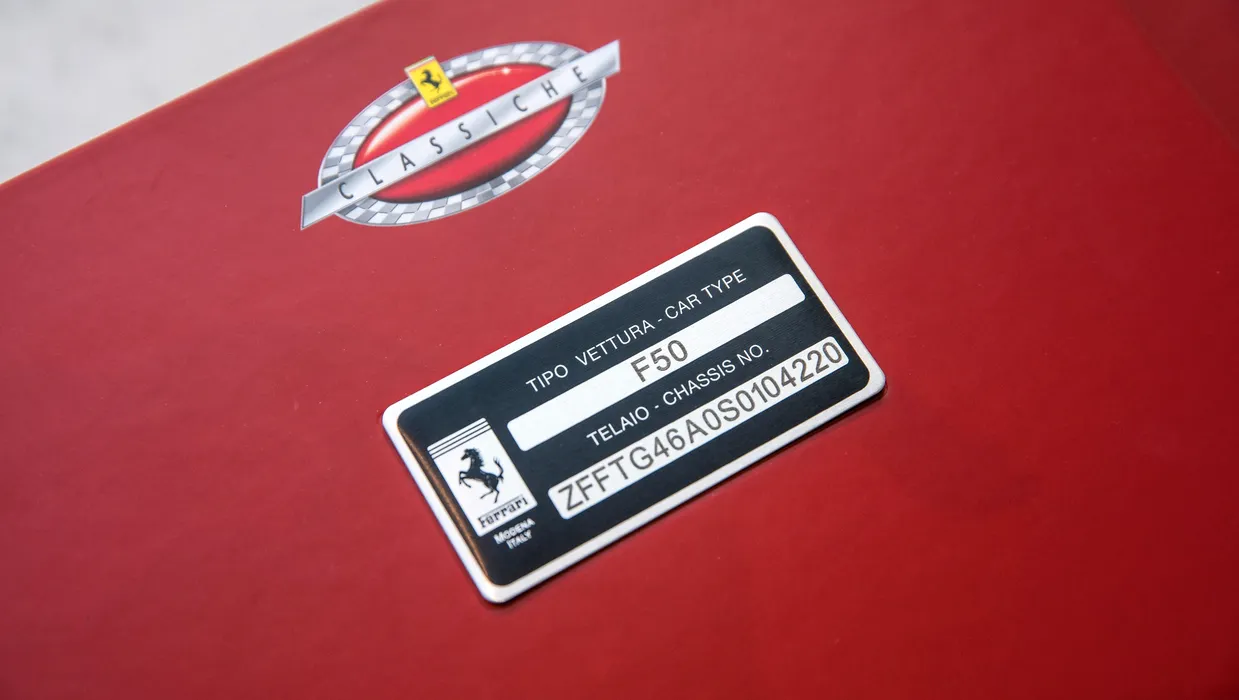 CLASSICHE
TIPO VETTURA - CAR TYPE
F50
TELAIO - CHASSIS NO.
ZFFTG46A0S0104220
Ferrari
MODENA
ITALY